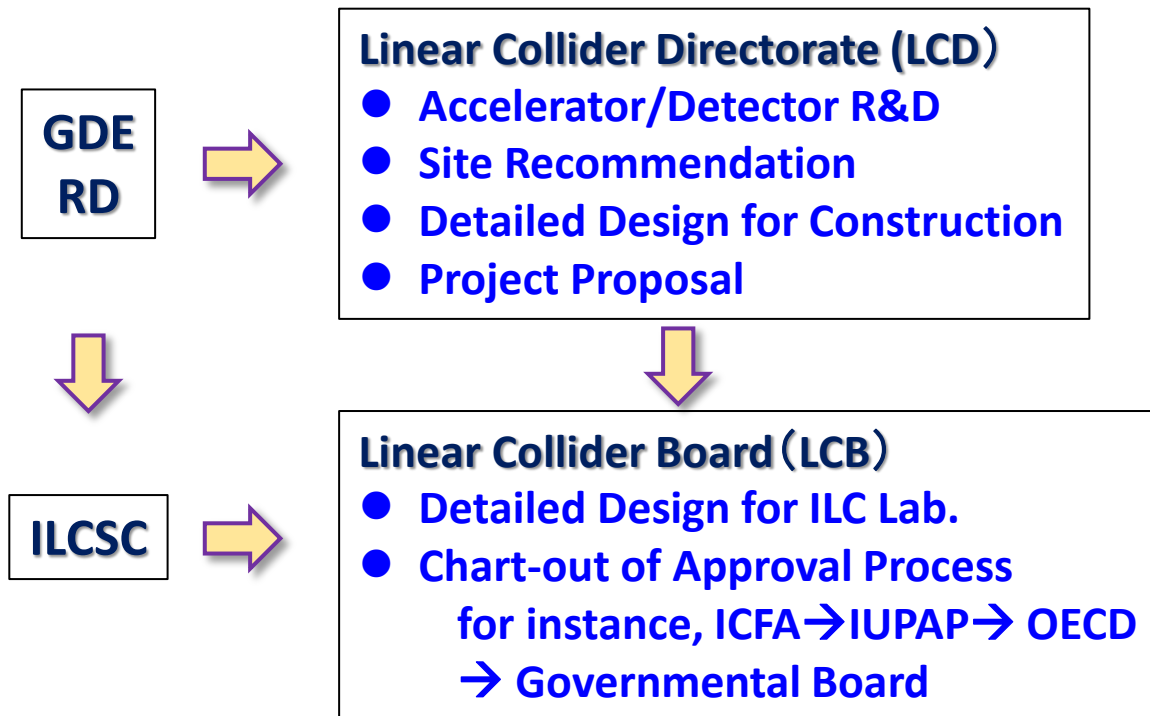 GDE
RD
Linear Collider Directorate (LCD）
● Accelerator/Detector R&D
● Site Recommendation
● Detailed Design for Construction
● Project Proposal
ILCSC
Linear Collider Board（LCB）
● Detailed Design for ILC Lab.
● Chart-out of Approval Process
for instance, ICFA→IUPAP→ OECD
→ Governmental Board